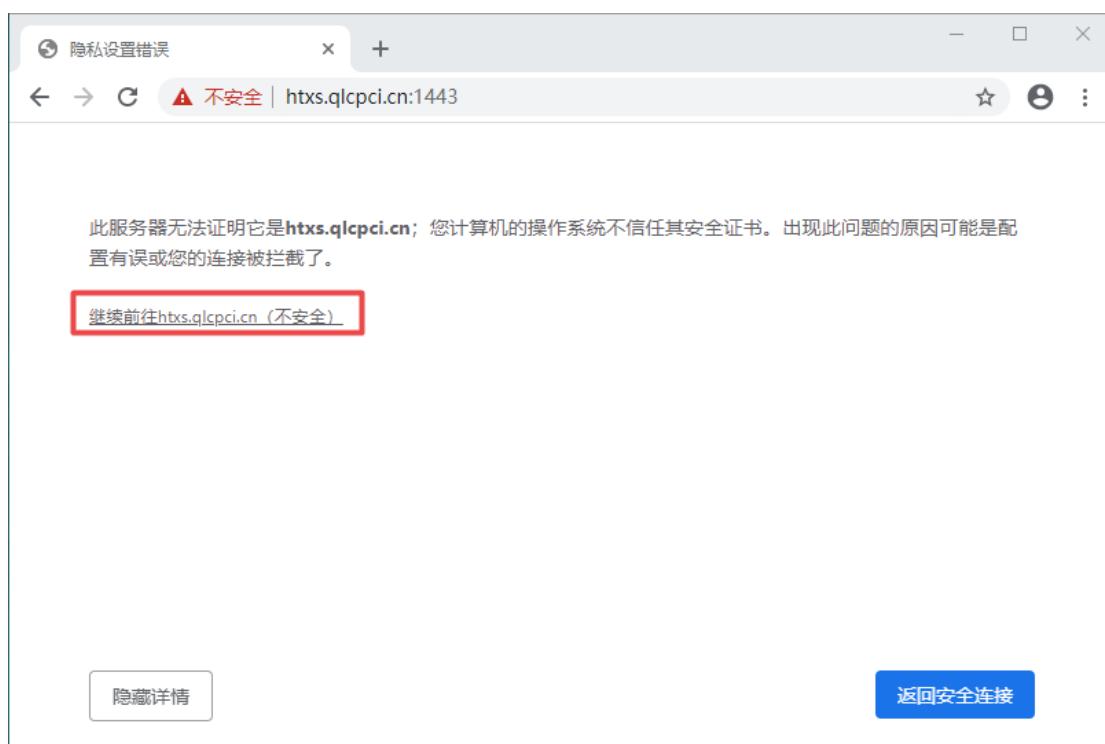 隐私设置错误
不安全 htxs.qlcpci.cn:1443
此服务器无法证明它是htxs.qlcpci.cn；您计算机的操作系统不信任其安全证书。出现此问题的原因可能是配
置有误或您的连接被拦截了。
继续前往htxs.qlcpci.cn（不安全）
隐藏详情
返回安全连接